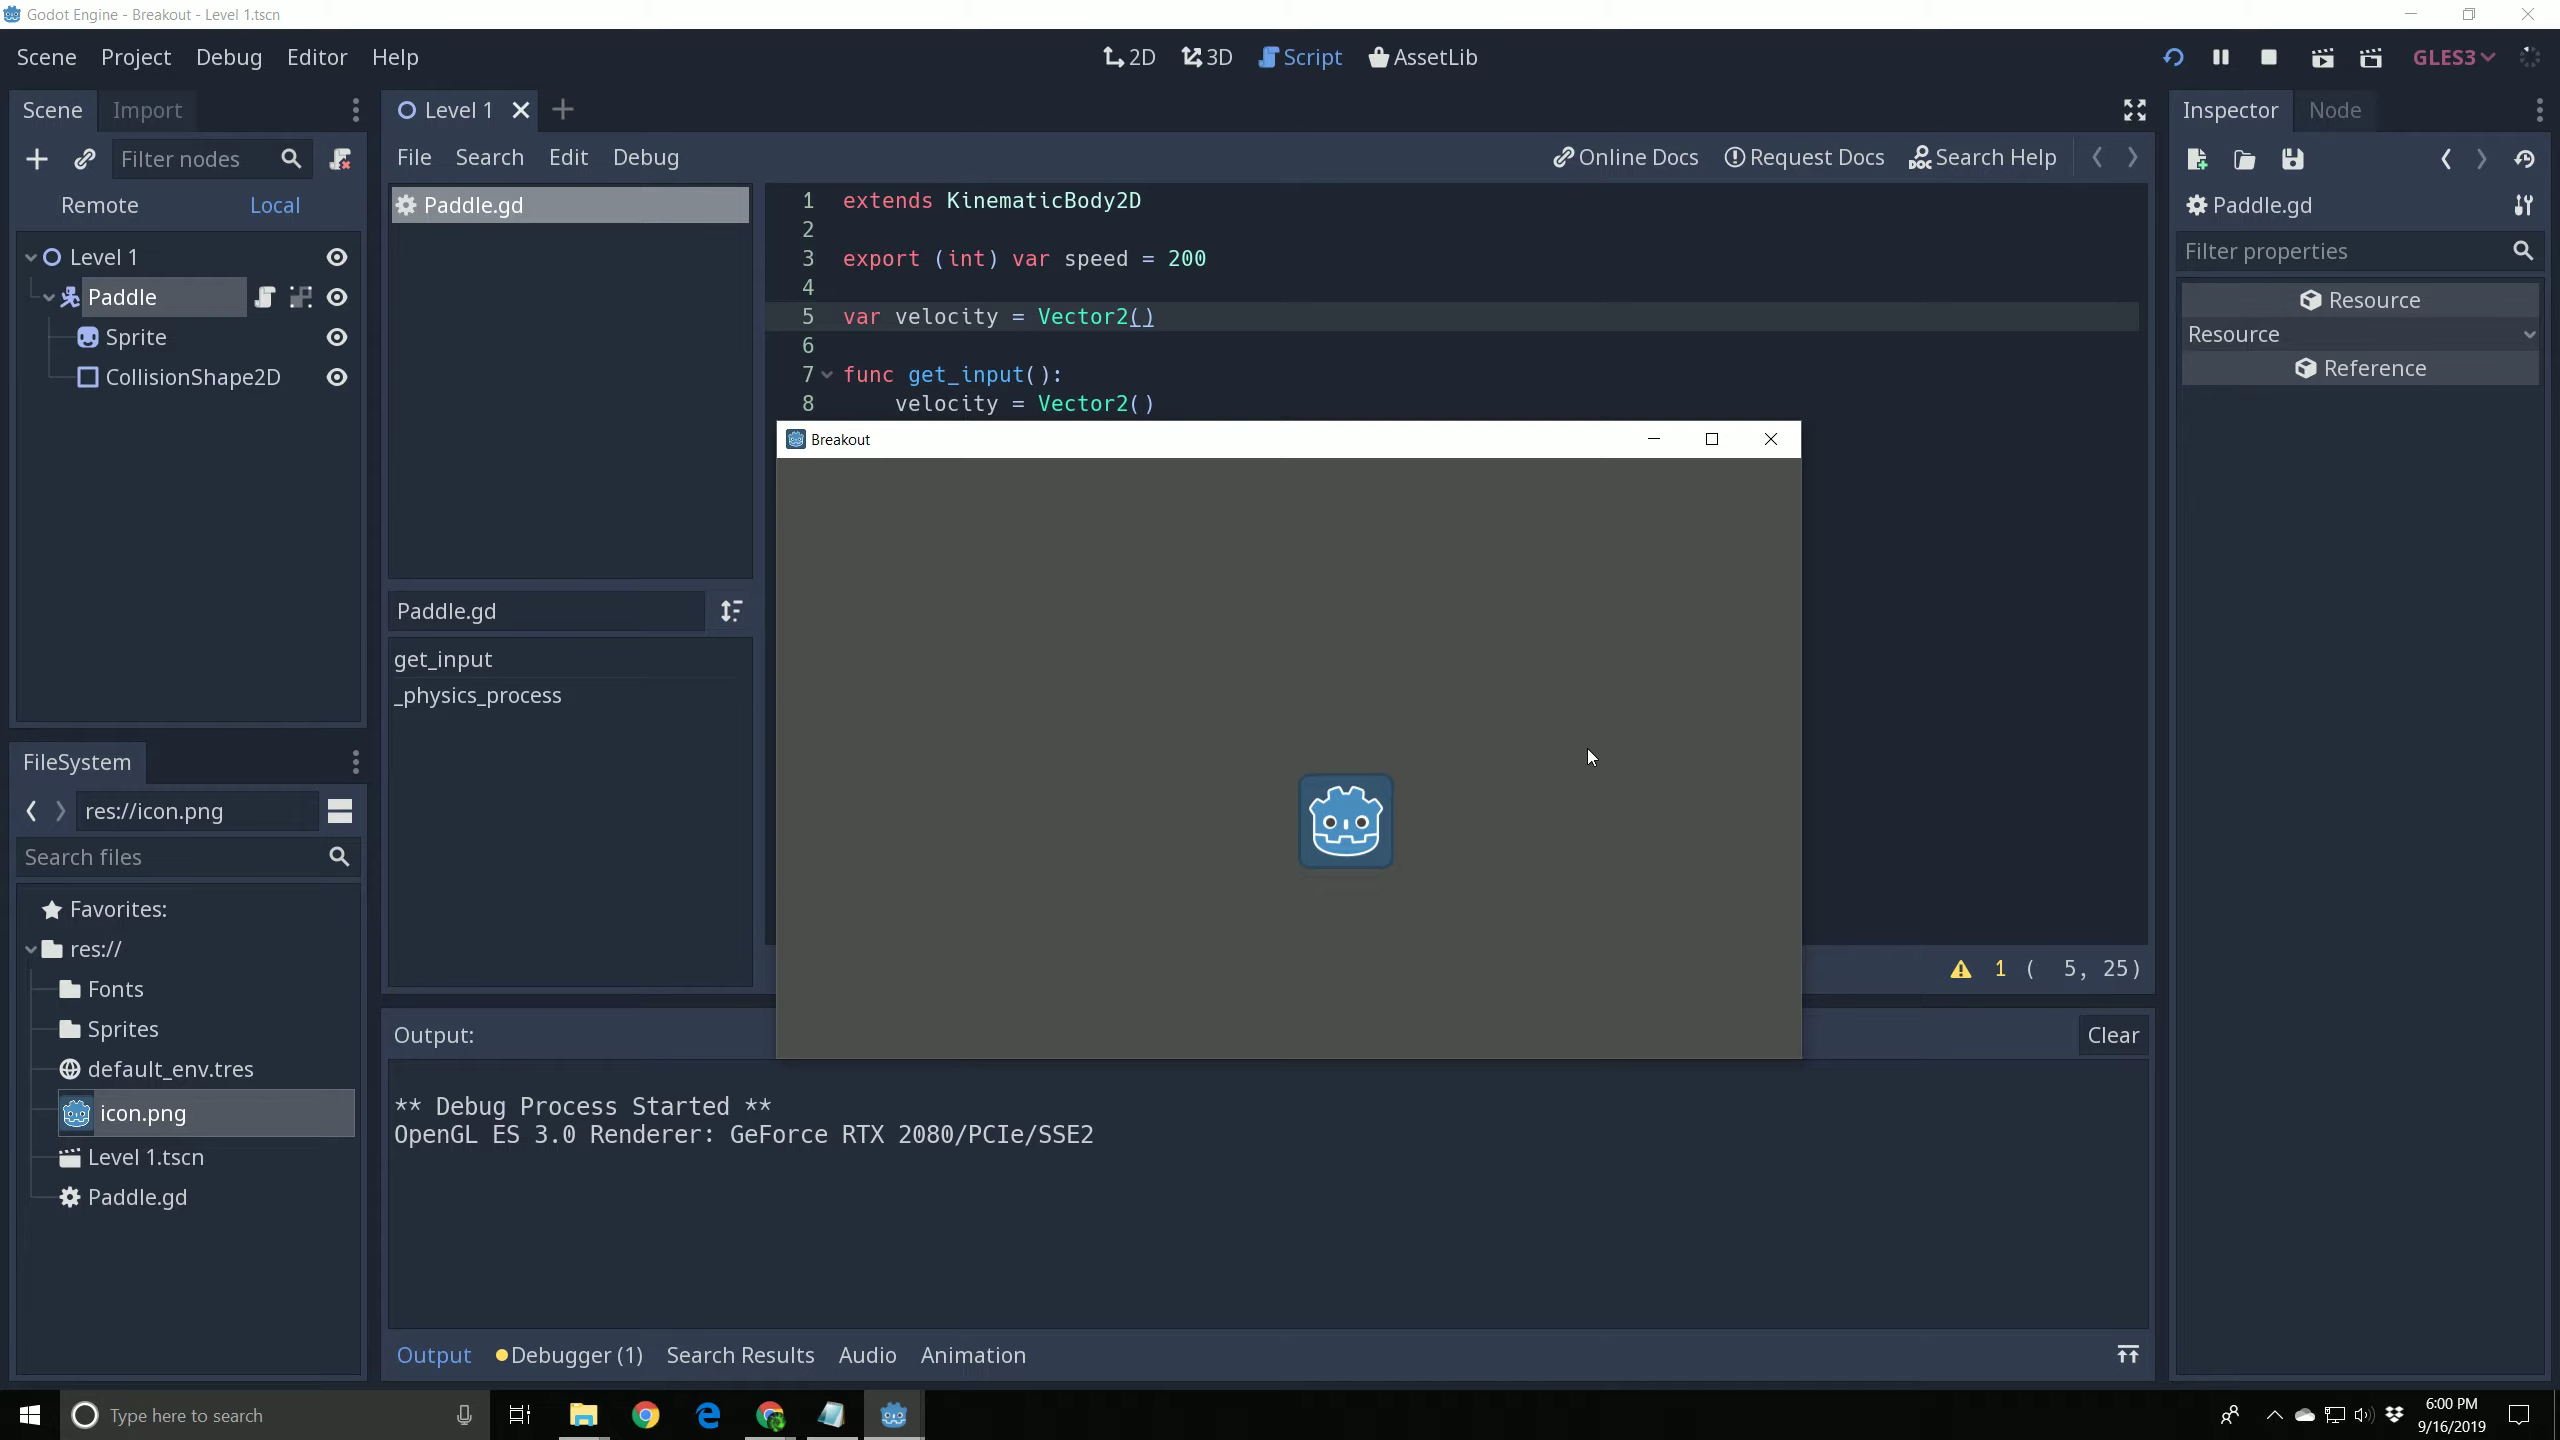 Godot Engine - Breakout - Level 1.tscn
Scene Project Debug Editor Help
2D 3D Script AssetLib
GLES3
Scene Import
Filter nodes
Remote Local
Level 1
Paddle
Sprite
CollisionShape2D
FileSystem
res://icon.png
Search files
Favorites:
res://
Fonts
Sprites
default_env.tres
icon.png
Level 1.tscn
Paddle.gd
Level 1
File Search Edit Debug
Online Docs Request Docs Search Help
Paddle.gd
Paddle.gd
get_input
_physics_process
1 extends KinematicBody2D
2
3 export (int) var speed = 200
4
5 var velocity = Vector2()
6
7 func get_input():
8 velocity = Vector2()
Breakout
1 ( 5, 25)
Output:
Clear
** Debug Process Started **
OpenGL ES 3.0 Renderer: GeForce RTX 2080/PCIe/SSE2
Output Debugger (1) Search Results Audio Animation
Inspector Node
Paddle.gd
Filter properties
Resource
Resource
Reference
Type here to search
6:00 PM
9/16/2019